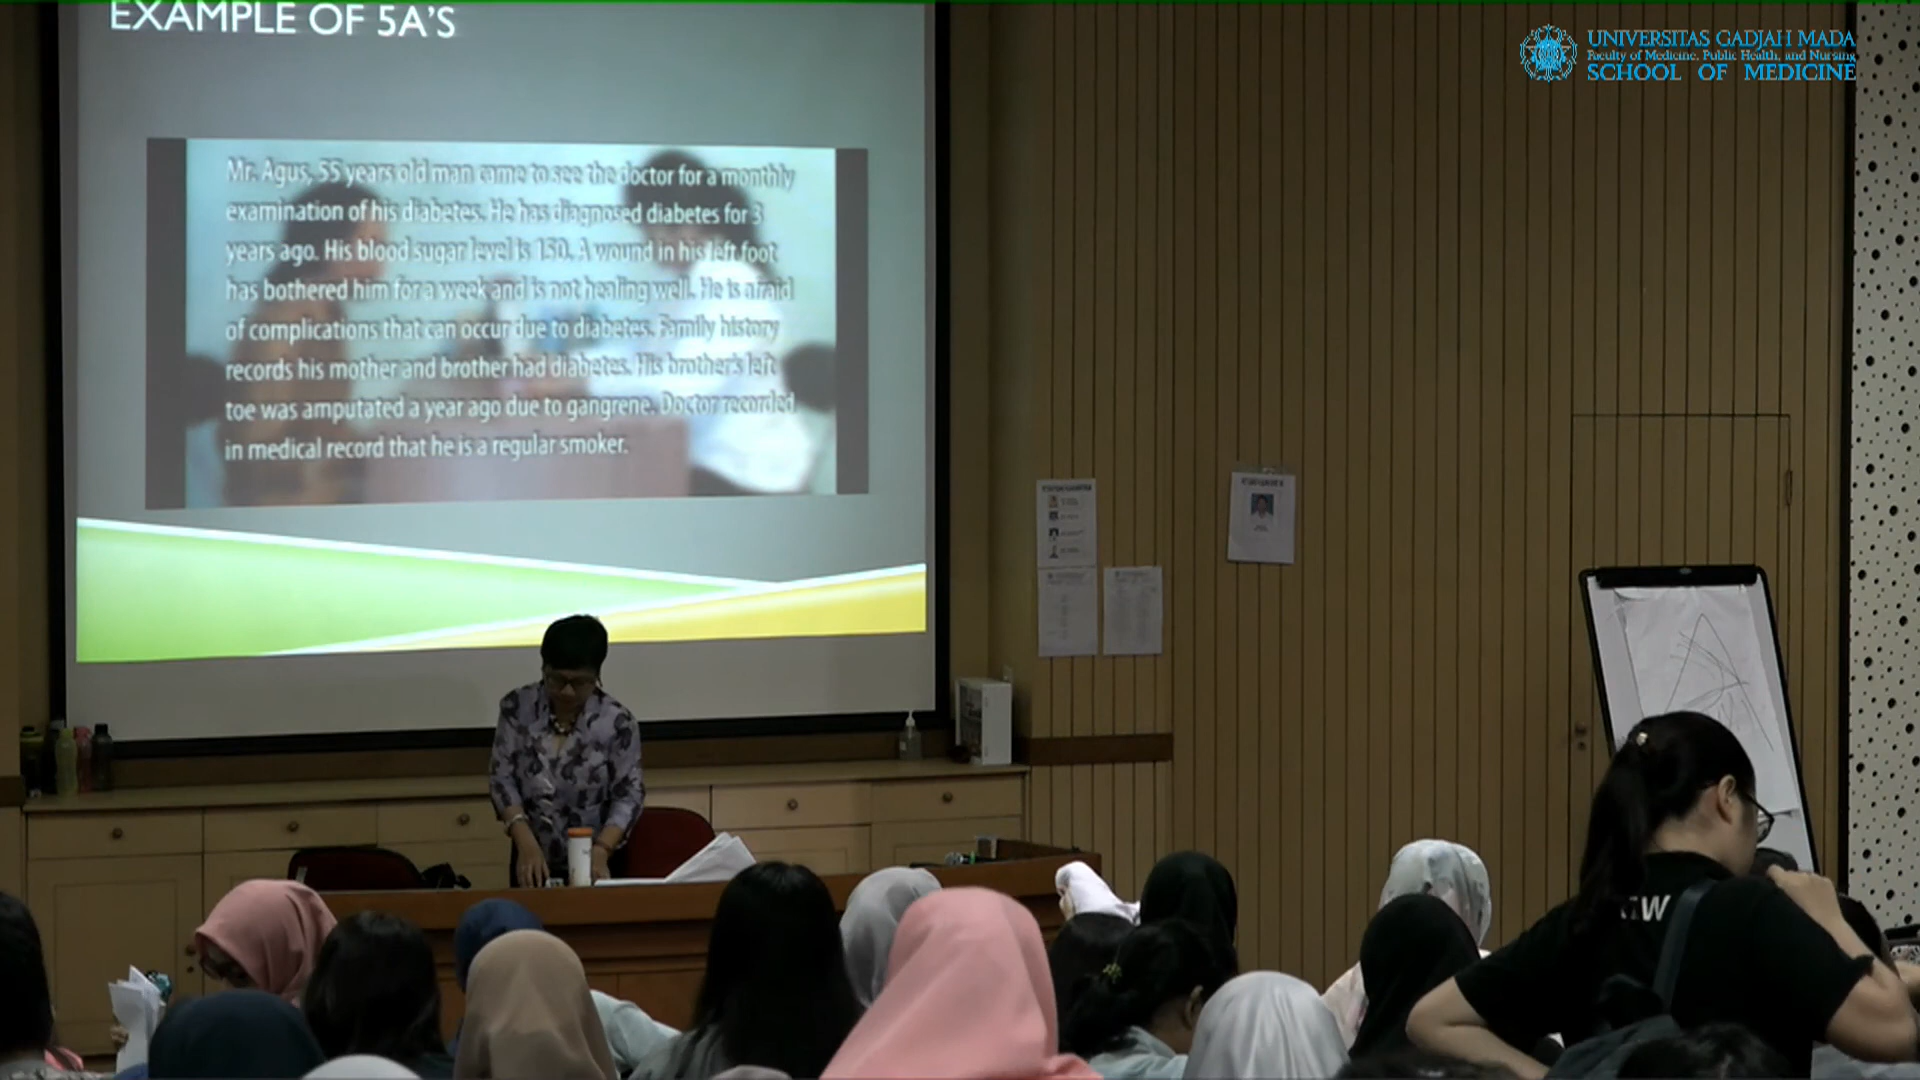 EXAMPLE OF 5A'S
Mr. Agus, 55 years old man came to see the doctor for a monthly
examination of his diabetes. He has diagnosed diabetes for 3
years ago. His blood sugar level is 150. A wound in his left foot
has bothered him for a week and is not healing well. He is afraid
of complications that can occur due to diabetes. Family history
records his mother and brother had diabetes. His brother's left
toe was amputated a year ago due to gangrene. Doctor recorded
in medical record that he is a regular smoker.
UNIVERSITAS GADJAH MADA
Faculty of Medicine, Public Health, and Nursing
SCHOOL OF MEDICINE